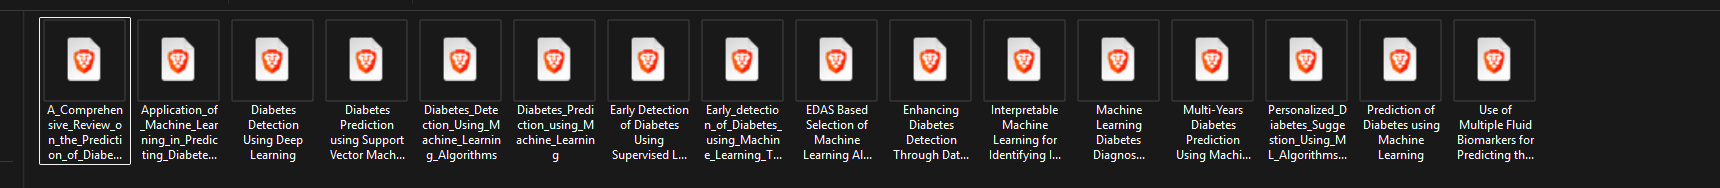 A_Comprehen
sive_Review_o
n_the_Predicti
on_of_Diabe...
Application_of
_Machine_Lear
ning_in_Predic
ting_Diabete...
Diabetes
Detection
Using Deep
Learning
Diabetes
Prediction
using Support
Vector Mach...
Diabetes_Dete
ction_Using_M
achine_Learnin
g_Algorithms
Diabetes_Predi
ction_using_M
achine_Learnin
g
Early Detection
of Diabetes
Using
Supervised L...
Early_detectio
n_of_Diabetes_
using_Machin
e_Learning_T...
EDAS Based
Selection of
Machine
Learning Al...
Enhancing
Diabetes
Detection
Through Dat...
Interpretable
Machine
Learning for
Identifying I...
Machine
Learning
Diabetes
Diagnos...
Multi-Years
Diabetes
Prediction
Using Machi...
Personalized_D
iabetes_Sugge
stion_Using_M
L_Algorithms...
Prediction of
Diabetes using
Machine
Learning
Use of
Multiple Fluid
Biomarkers for
Predicting th...